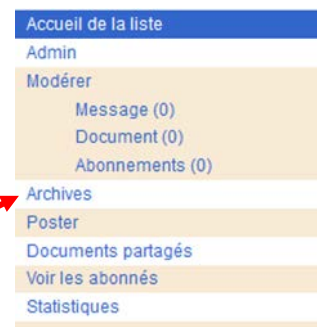 Accueil de la liste
Admin
Modérer
Message (0)
Document (0)
Abonnements (0)
Archives
Poster
Documents partagés
Voir les abonnés
Statistiques